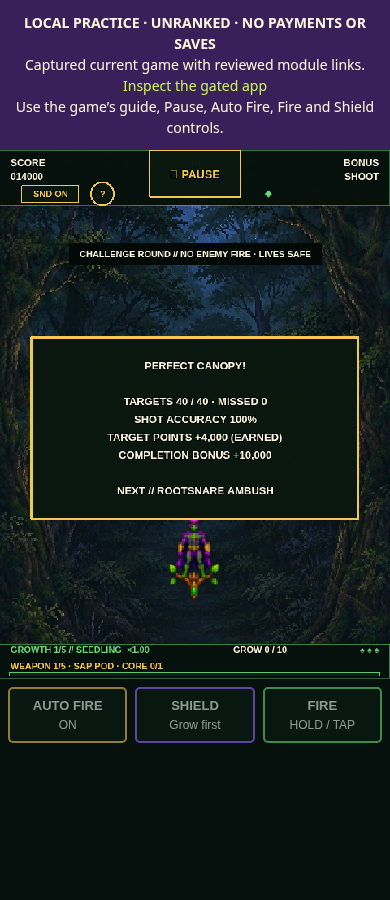 LOCAL PRACTICE · UNRANKED · NO PAYMENTS OR
SAVES
Captured current game with reviewed module links.
Inspect the gated app
Use the game's guide, Pause, Auto Fire, Fire and Shield
controls.
SCORE
014000
PAUSE
BONUS
SHOOT
SND ON
?
CHALLENGE ROUND // NO ENEMY FIRE · LIVES SAFE
PERFECT CANOPY!
TARGETS 40 / 40 · MISSED 0
SHOT ACCURACY 100%
TARGET POINTS +4,000 (EARNED)
COMPLETION BONUS +10,000
NEXT // ROOTSNARE AMBUSH
GROWTH 1/5 // SEEDLING ×1.00
GROW 0 / 10
WEAPON 1/5 · SAP POD · CORE 0/1
AUTO FIRE
ON
SHIELD
Grow first
FIRE
HOLD / TAP